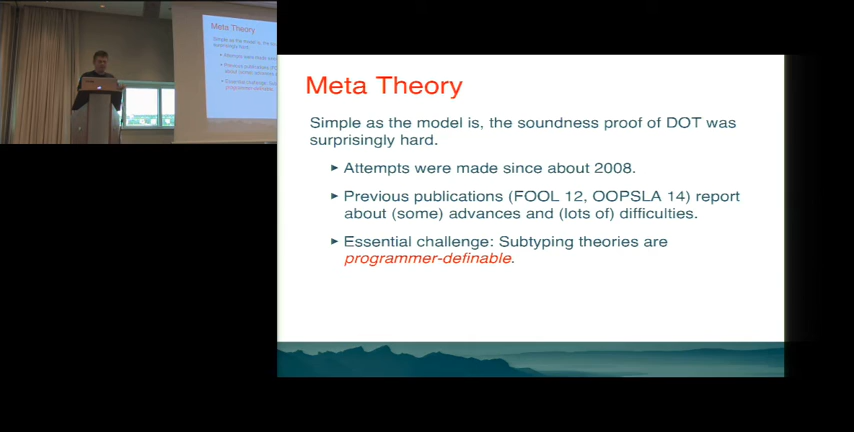 Meta Theory
Simple as the model is, the soundness proof of DOT was
surprisingly hard.
▸ Attempts were made since about 2008.
▸ Previous publications (FOOL 12, OOPSLA 14) report
about (some) advances and (lots of) difficulties.
▸ Essential challenge: Subtyping theories are
programmer-definable.
Meta Theory